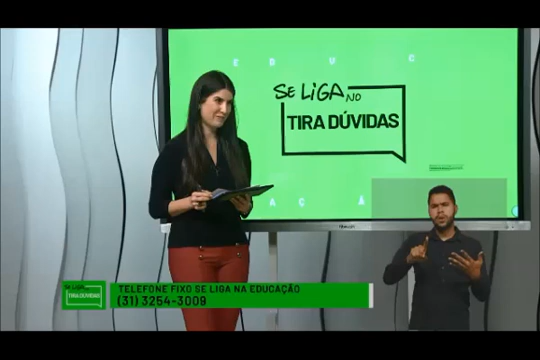 E D U C
SE LIGA NO
TIRA DÚVIDAS
A Ç Ã
SE LIGA
TIRA DÚVIDAS
TELEFONE FIXO SE LIGA NA EDUCAÇÃO
(31) 3254-3009